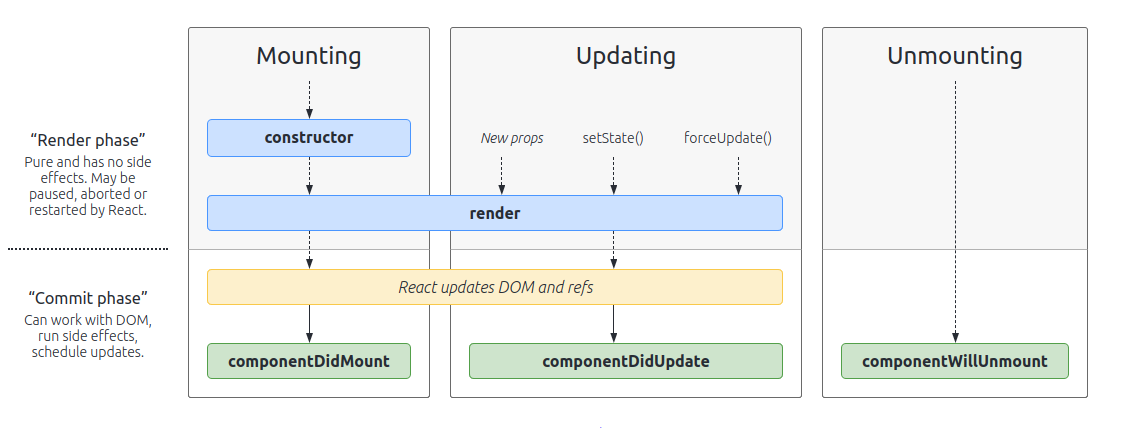 Mounting
Updating
Unmounting
“Render phase”
Pure and has no side
effects. May be
paused, aborted or
restarted by React.
constructor
New props
setState()
forceUpdate()
render
“Commit phase”
Can work with DOM,
run side effects,
schedule updates.
React updates DOM and refs
componentDidMount
componentDidUpdate
componentWillUnmount